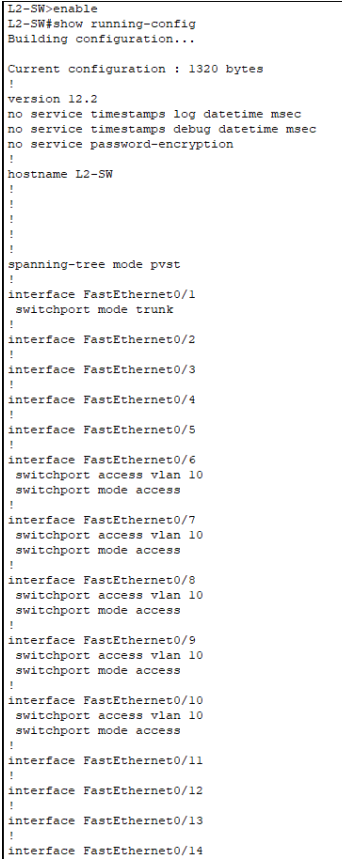 L2-SW>enable
L2-SW#show running-config
Building configuration...
Current configuration : 1320 bytes
!
version 12.2
no service timestamps log datetime msec
no service timestamps debug datetime msec
no service password-encryption
!
hostname L2-SW
!
!
!
!
!
spanning-tree mode pvst
!
interface FastEthernet0/1
 switchport mode trunk
!
interface FastEthernet0/2
!
interface FastEthernet0/3
!
interface FastEthernet0/4
!
interface FastEthernet0/5
!
interface FastEthernet0/6
 switchport access vlan 10
 switchport mode access
!
interface FastEthernet0/7
 switchport access vlan 10
 switchport mode access
!
interface FastEthernet0/8
 switchport access vlan 10
 switchport mode access
!
interface FastEthernet0/9
 switchport access vlan 10
 switchport mode access
!
interface FastEthernet0/10
 switchport access vlan 10
 switchport mode access
!
interface FastEthernet0/11
!
interface FastEthernet0/12
!
interface FastEthernet0/13
!
interface FastEthernet0/14